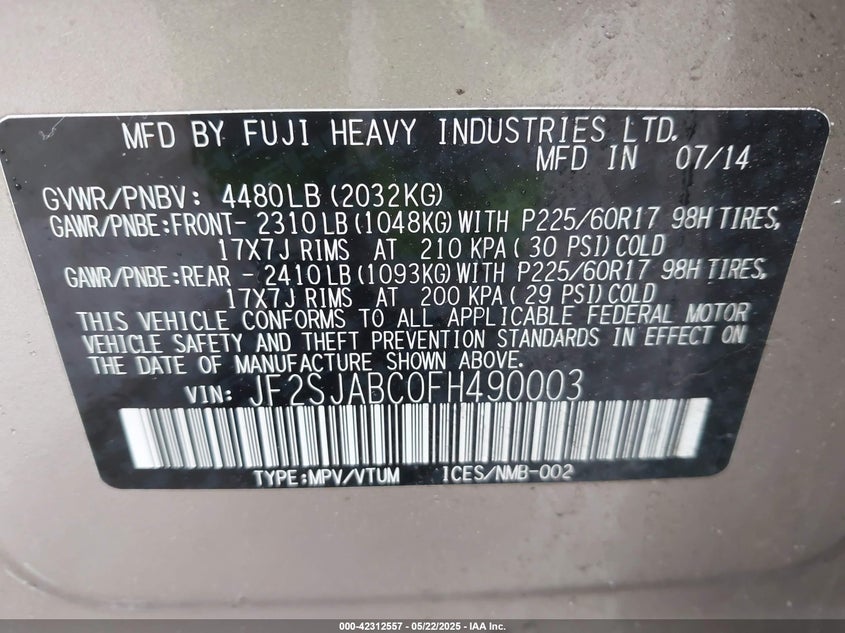 MFD BY FUJI HEAVY INDUSTRIES LTD.
MFD IN 07/14
GVWR/PNBV: 4480LB (2032KG)
GAWR/PNBE:FRONT- 2310LB (1048KG) WITH P225/60R17 98H TIRES,
17X7J RIMS AT 210 KPA ( 30 PSI) COLD
GAWR/PNBE:REAR - 2410LB (1093KG) WITH P225/60R17 98H TIRES,
17X7J RIMS AT 200 KPA ( 29 PSI) COLD
THIS VEHICLE CONFORMS TO ALL APPLICABLE FEDERAL MOTOR
VEHICLE SAFETY AND THEFT PREVENTION STANDARDS IN EFFECT ON
THE DATE OF MANUFACTURE SHOWN ABOVE.
VIN: JF2SJABC0FH490003
TYPE:MPV/VTUM ICES/NMB-002
000-42312557 - 05/22/2025 - IAA Inc.